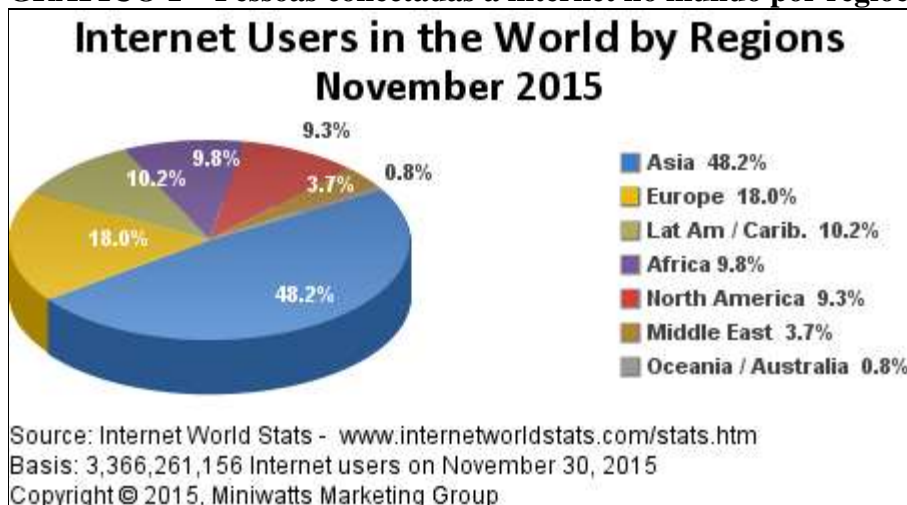 Internet Users in the World by Regions
November 2015
9.3%
9.8%
0.8%
10.2%
3.7%
18.0%
48.2%
Asia 48.2%
Europe 18.0%
Lat Am / Carib. 10.2%
Africa 9.8%
North America 9.3%
Middle East 3.7%
Oceania / Australia 0.8%
Source: Internet World Stats - www.internetworldstats.com/stats.htm
Basis: 3,366,261,156 Internet users on November 30, 2015
Copyright © 2015, Miniwatts Marketing Group